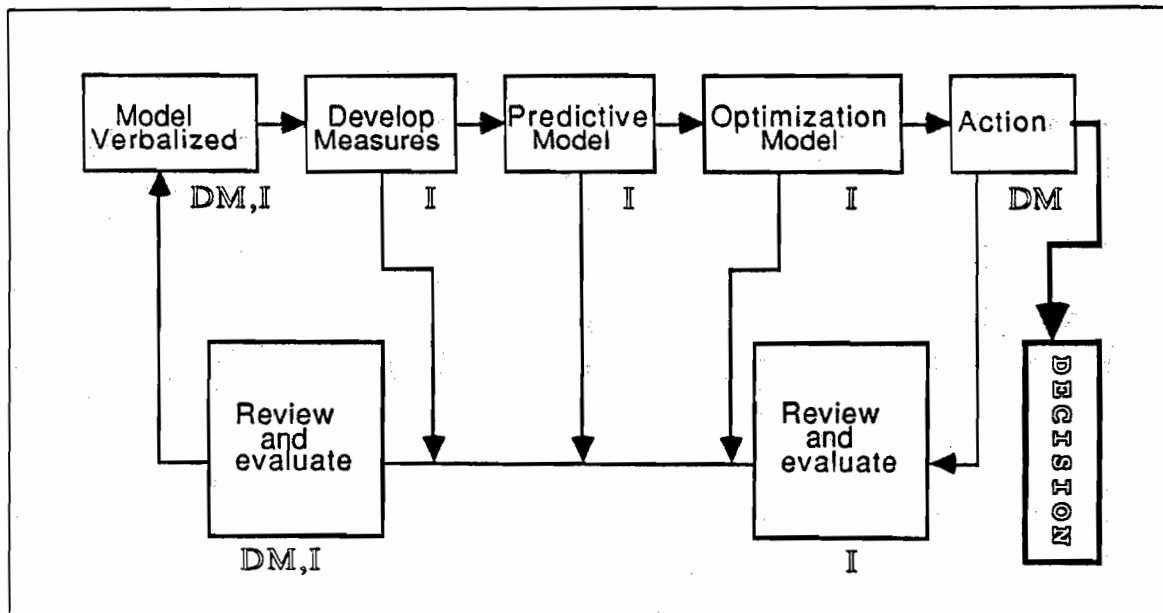 Model
Verbalized
DM,I
Develop
Measures
I
Predictive
Model
I
Optimization
Model
I
Action
DM
Review
and
evaluate
DM,I
Review
and
evaluate
I
DECISION